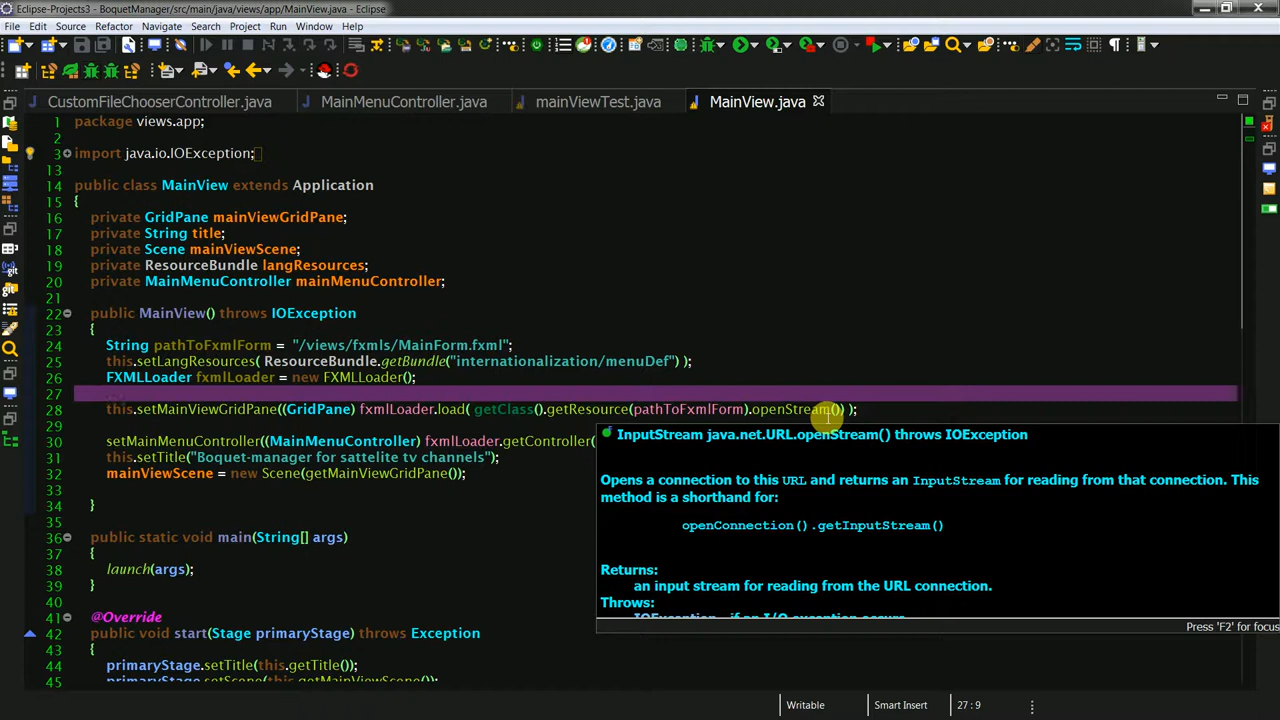 Eclipse-Projects3 - BoquetManager/src/main/java/views/app/MainView.java - Eclipse
File Edit Source Refactor Navigate Search Project Run Window Help
CustomFileChooserController.java MainMenuController.java mainViewTest.java MainView.java
1 package views.app;
2
3 import java.io.IOException;
13
14 public class MainView extends Application
15 {
16 private GridPane mainViewGridPane;
17 private String title;
18 private Scene mainViewScene;
19 private ResourceBundle langResources;
20 private MainMenuController mainMenuController;
21
22 public MainView() throws IOException
23 {
24 String pathToFxmlForm = "/views/fxmls/MainForm.fxml";
25 this.setLangResources( ResourceBundle.getBundle("internationalization/menuDef") );
26 FXMLLoader fxmlLoader = new FXMLLoader();
27
28 this.setMainViewGridPane((GridPane) fxmlLoader.load( getClass().getResource(pathToFxmlForm).openStream()) );
29
30 setMainMenuController((MainMenuController) fxmlLoader.getController(
31 this.setTitle("Boquet-manager for sattelite tv channels");
32 mainViewScene = new Scene(getMainViewGridPane());
33
34 }
35
36 public static void main(String[] args)
37 {
38 launch(args);
39 }
40
41 @Override
42 public void start(Stage primaryStage) throws Exception
43 {
44 primaryStage.setTitle(this.getTitle());
45 primaryStage.setScene(this.getMainViewScene());
InputStream java.net.URL.openStream() throws IOException
Opens a connection to this URL and returns an InputStream for reading from that connection. This
method is a shorthand for:
openConnection().getInputStream()
Returns:
an input stream for reading from the URL connection.
Throws:
IOException - if an I/O exception occurs.
Press 'F2' for focus
Writable Smart Insert 27 : 9